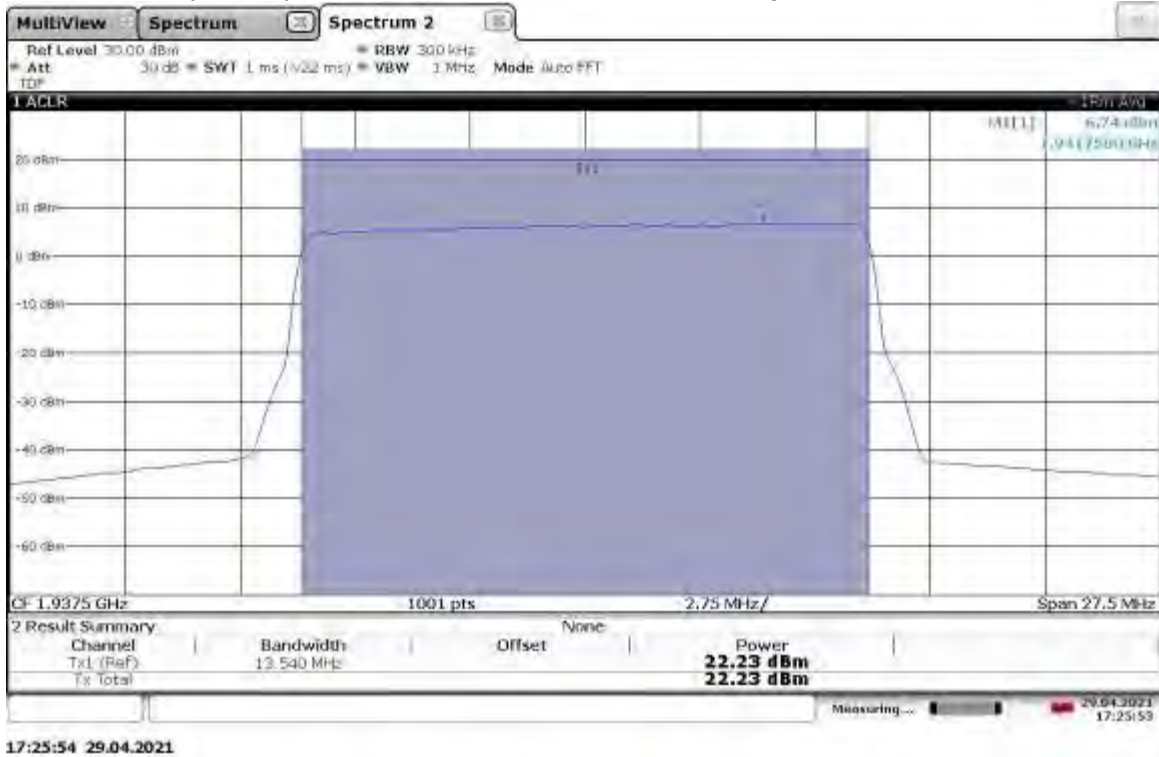 MultiView Spectrum Spectrum 2
Ref Level 30.00 dBm RBW 300 kHz
Att 30 dB SWT 1 ms VBW 1 MHz Mode Auto FFT
TDF
1 ACLR 1Rm Avg
M1[1] 6.74 dBm
20 dBm
10 dBm
0 dBm
-10 dBm
-20 dBm
-30 dBm
-40 dBm
-50 dBm
-60 dBm
CF 1.9375 GHz 1001 pts 2.75 MHz/ Span 27.5 MHz
2 Result Summary None
Channel Bandwidth Offset Power
Tx1 (Ref) 13.540 MHz 22.23 dBm
Tx Total 22.23 dBm
Measuring... 29.04.2021
17:25:53
17:25:54 29.04.2021